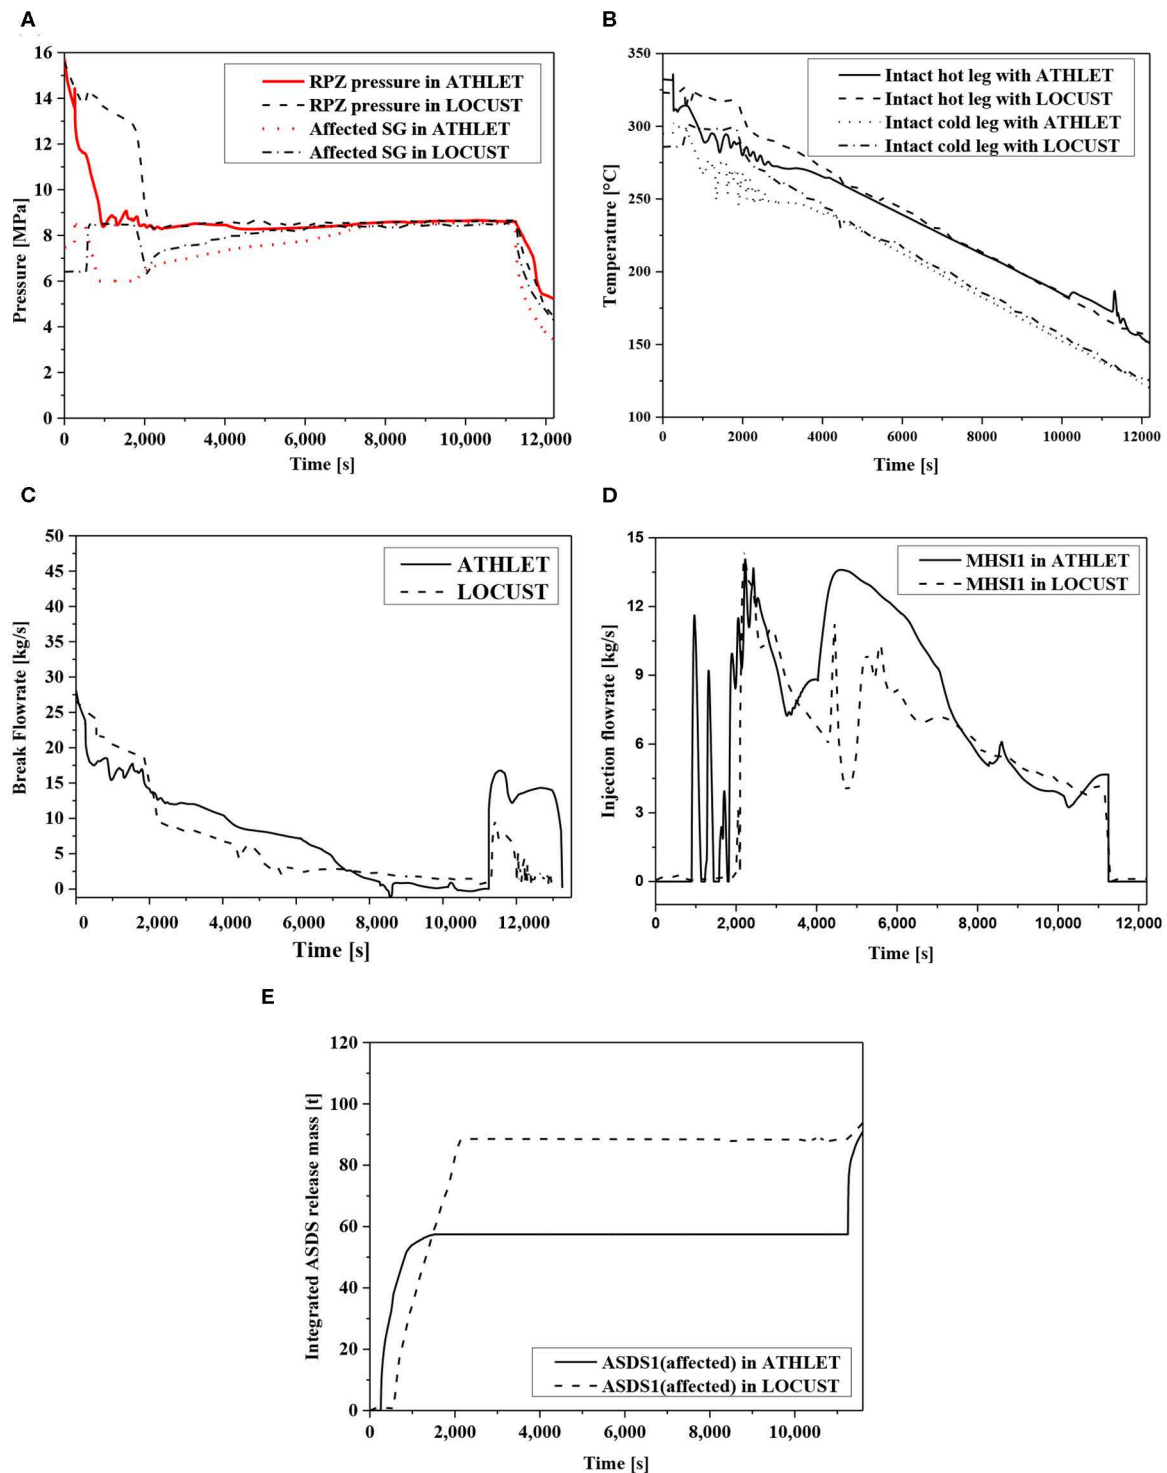 A
16
14
12
10
8
6
4
2
0
Pressure [MPa]
RPZ pressure in ATHLET
RPZ pressure in LOCUST
Affected SG in ATHLET
Affected SG in LOCUST
0 2,000 4,000 6,000 8,000 10,000 12,000
Time [s]
B
350
300
250
200
150
100
Temperature [°C]
Intact hot leg with ATHLET
Intact hot leg with LOCUST
Intact cold leg with ATHLET
Intact cold leg with LOCUST
0 2000 4000 6000 8000 10000 12000
Time [s]
C
50
45
40
35
30
25
20
15
10
5
0
Break Flowrate [kg/s]
ATHLET
LOCUST
0 2,000 4,000 6,000 8,000 10,000 12,000
Time [s]
D
15
12
9
6
3
0
Injection flowrate [kg/s]
MHSI1 in ATHLET
MHSI1 in LOCUST
0 2,000 4,000 6,000 8,000 10,000 12,000
Time [s]
E
120
100
80
60
40
20
0
Integrated ASDS release mass [t]
ASDS1(affected) in ATHLET
ASDS1(affected) in LOCUST
0 2,000 4,000 6,000 8,000 10,000
Time [s]